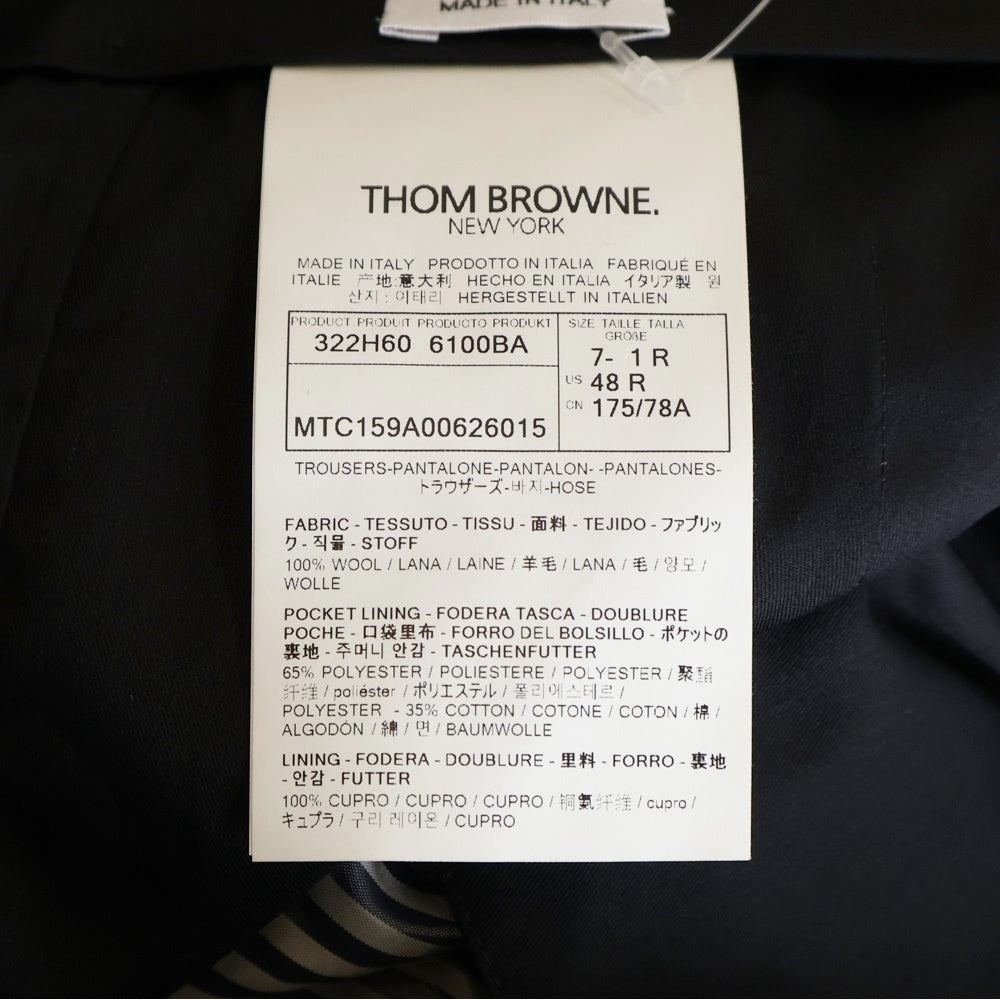 MADE IN ITALY
THOM BROWNE.
NEW YORK
MADE IN ITALY PRODOTTO IN ITALIA FABRIQUÉ EN
ITALIE 产地:意大利 HECHO EN ITALIA イタリア製 원
산지 : 이태리 HERGESTELLT IN ITALIEN
PRODUCT PRODUIT PRODUCTO PRODUKT
322H60 6100BA
MTC159A00626015
SIZE TAILLE TALLA
GRÖßE
7- 1 R
US 48 R
CN 175/78A
TROUSERS-PANTALONE-PANTALON- -PANTALONES-
トラウザーズ-바지-HOSE
FABRIC - TESSUTO - TISSU - 面料 - TEJIDO - ファブリッ
ク - 직물 - STOFF
100% WOOL / LANA / LAINE / 羊毛 / LANA / 毛 / 양모 /
WOLLE
POCKET LINING - FODERA TASCA - DOUBLURE
POCHE - 口袋里布 - FORRO DEL BOLSILLO - ポケットの
裏地 - 주머니 안감 - TASCHENFUTTER
65% POLYESTER / POLIESTERE / POLYESTER / 聚酯
纤维 / poliéster / ポリエステル / 폴리에스테르 /
POLYESTER - 35% COTTON / COTONE / COTON / 棉 /
ALGODÓN / 綿 / 면 / BAUMWOLLE
LINING - FODERA - DOUBLURE - 里料 - FORRO - 裏地
- 안감 - FUTTER
100% CUPRO / CUPRO / CUPRO / 铜氨纤维 / cupro /
キュプラ / 구리 레이온 / CUPRO